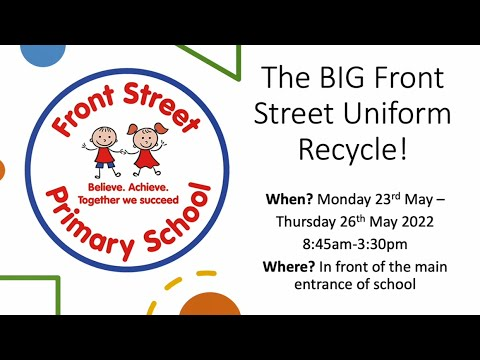 Front Street
Believe. Achieve.
Together we succeed
Primary School
The BIG Front
Street Uniform
Recycle!
When? Monday 23rd May –
Thursday 26th May 2022
8:45am-3:30pm
Where? In front of the main
entrance of school